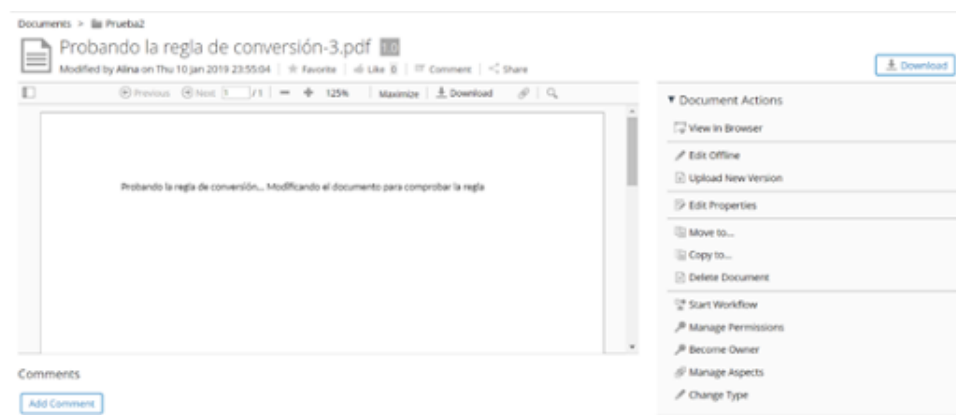 Documents > Prueba2
Probando la regla de conversión-3.pdf 1.0
Modified by Alina on Thu 10 Jan 2019 23:55:04 Favorite Like 0 Comment Share
Download
Previous Next 1 /1 125% Maximize Download
Probando la regla de conversión... Modificando el documento para comprobar la regla
Document Actions
View In Browser
Edit Offline
Upload New Version
Edit Properties
Move to...
Copy to...
Delete Document
Start Workflow
Manage Permissions
Become Owner
Manage Aspects
Change Type
Comments
Add Comment